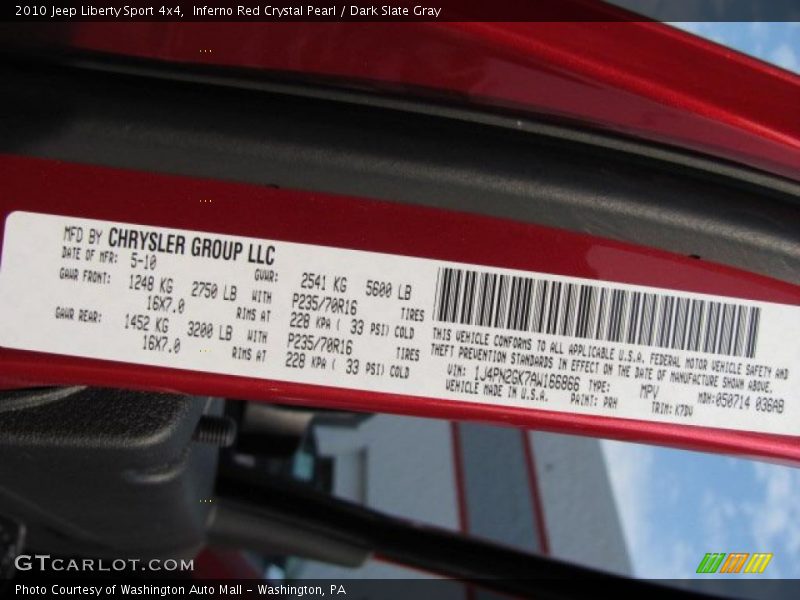 2010 Jeep Liberty Sport 4x4, Inferno Red Crystal Pearl / Dark Slate Gray
MFD BY CHRYSLER GROUP LLC
DATE OF MFR: 5-10 GVWR: 2541 KG 5600 LB
GAWR FRONT: 1248 KG 2750 LB WITH P235/70R16 TIRES
16X7.0 RIMS AT 228 KPA ( 33 PSI) COLD
GAWR REAR: 1452 KG 3200 LB WITH P235/70R16 TIRES
16X7.0 RIMS AT 228 KPA ( 33 PSI) COLD
THIS VEHICLE CONFORMS TO ALL APPLICABLE U.S.A. FEDERAL MOTOR VEHICLE SAFETY AND
THEFT PREVENTION STANDARDS IN EFFECT ON THE DATE OF MANUFACTURE SHOWN ABOVE.
VIN: 1J4PN2GK7AW166866 TYPE: MPV MDH: 050714 036AB
VEHICLE MADE IN U.S.A. PAINT: PRH TRIM: K7DV
GTCARLOT.COM
Photo Courtesy of Washington Auto Mall - Washington, PA